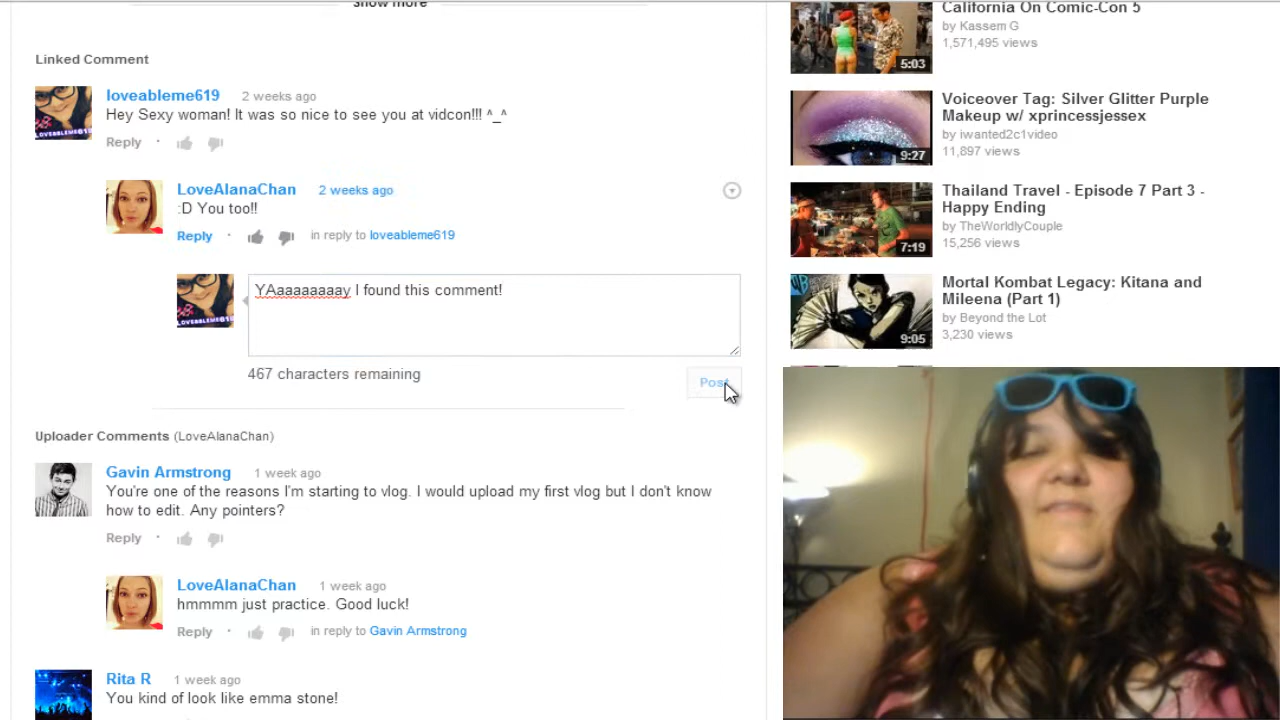 show more
Linked Comment
loveableme619 2 weeks ago
Hey Sexy woman! It was so nice to see you at vidcon!!! ^_^
Reply ·
LoveAlanaChan 2 weeks ago
:D You too!!
Reply · in reply to loveableme619
YAaaaaaaaay I found this comment!
467 characters remaining
Post
Uploader Comments (LoveAlanaChan)
Gavin Armstrong 1 week ago
You're one of the reasons I'm starting to vlog. I would upload my first vlog but I don't know
how to edit. Any pointers?
Reply ·
LoveAlanaChan 1 week ago
hmmmm just practice. Good luck!
Reply · in reply to Gavin Armstrong
Rita R 1 week ago
You kind of look like emma stone!
California On Comic-Con 5
by Kassem G
1,571,495 views
5:03
Voiceover Tag: Silver Glitter Purple
Makeup w/ xprincessjessex
by iwanted2c1video
11,897 views
9:27
Thailand Travel - Episode 7 Part 3 -
Happy Ending
by TheWorldlyCouple
15,256 views
7:19
Mortal Kombat Legacy: Kitana and
Mileena (Part 1)
by Beyond the Lot
3,230 views
9:05